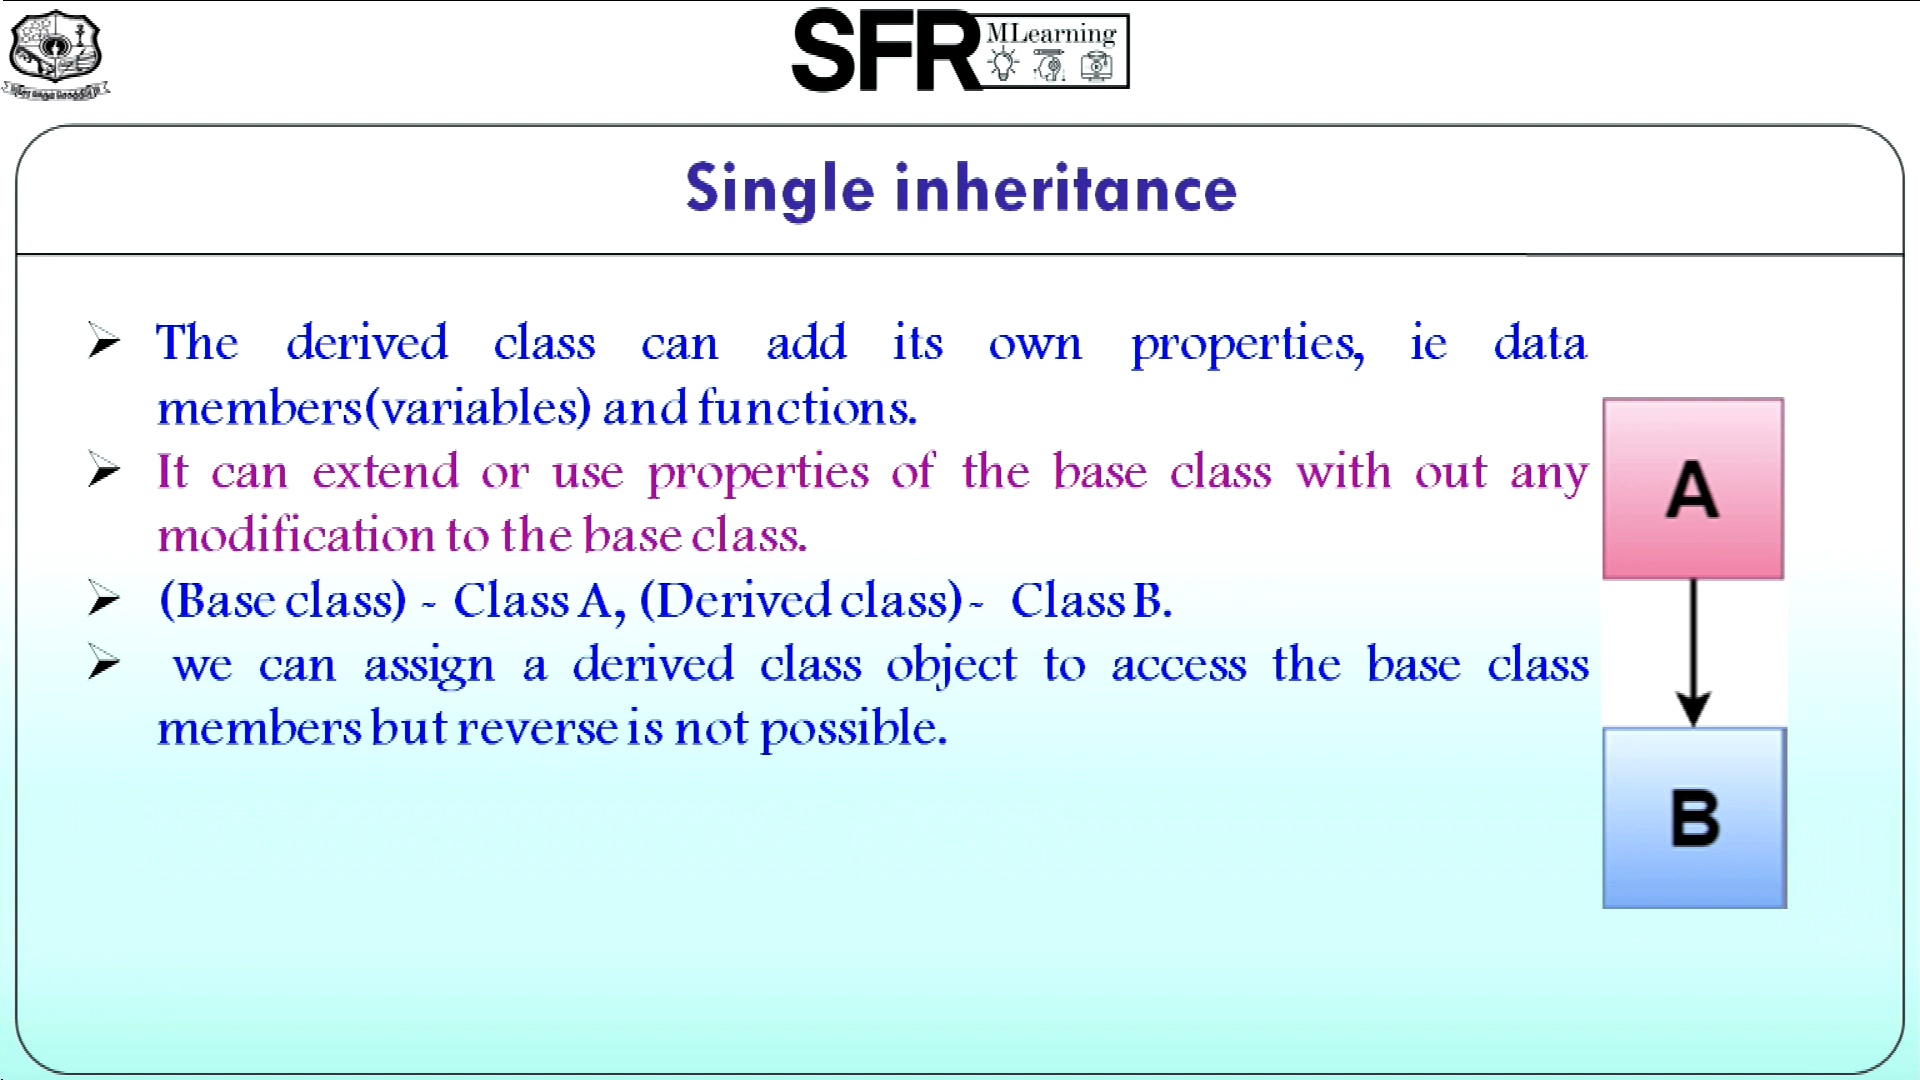 SFR
MLearning
Single inheritance
The derived class can add its own properties, ie data
members(variables) and functions.
It can extend or use properties of the base class with out any
modification to the base class.
(Base class) - Class A, (Derived class) - Class B.
we can assign a derived class object to access the base class
members but reverse is not possible.
A
B